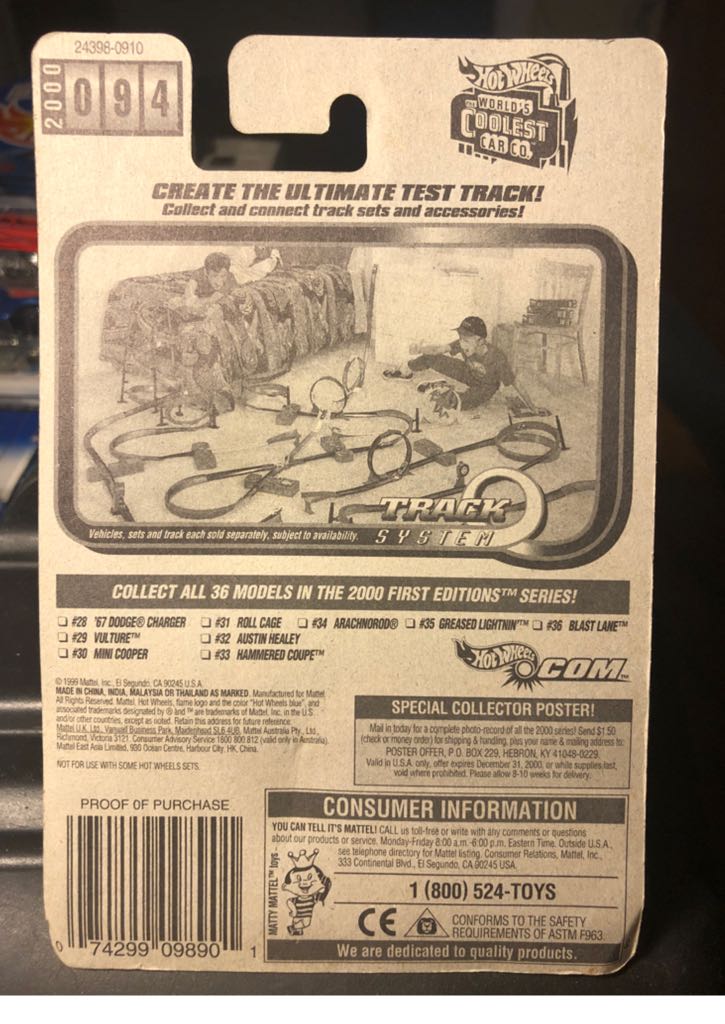 24398-0910
2000
094
HOT WHEELS
THE WORLD'S
COOLEST
CAR CO.
CREATE THE ULTIMATE TEST TRACK!
Collect and connect track sets and accessories!
TRACK
SYSTEM
Vehicles, sets and track each sold separately, subject to availability.
COLLECT ALL 36 MODELS IN THE 2000 FIRST EDITIONS™ SERIES!
❑ #28 '67 DODGE® CHARGER ❑ #31 ROLL CAGE ❑ #34 ARACHNOROD® ❑ #35 GREASED LIGHTNIN'™ ❑ #36 BLAST LANE™
❑ #29 VULTURE™ ❑ #32 AUSTIN HEALEY
❑ #30 MINI COOPER ❑ #33 HAMMERED COUPE™
HOT WHEELS.COM™
© 1999 Mattel, Inc., El Segundo, CA 90245 U.S.A.
MADE IN CHINA, INDIA, MALAYSIA OR THAILAND AS MARKED. Manufactured for Mattel.
All Rights Reserved. Mattel, Hot Wheels, flame logo and the color "Hot Wheels blue", and
associated trademarks designated by ® and ™ are trademarks of Mattel, Inc. in the U.S.
and/or other countries, except as noted. Retain this address for future reference:
Mattel U.K. Ltd., Vanwall Business Park, Maidenhead SL6 4UB. Mattel Australia Pty., Ltd.,
Richmond, Victoria 3121. Consumer Advisory Service 1800 800 812 (valid only in Australia).
Mattel East Asia Limited, 930 Ocean Centre, Harbour City, HK, China.
NOT FOR USE WITH SOME HOT WHEELS SETS.
SPECIAL COLLECTOR POSTER!
Mail in today for a complete photo-record of all the 2000 series! Send $1.50
(check or money order) for shipping & handling, plus your name & mailing address to:
POSTER OFFER, P.O. BOX 229, HEBRON, KY 41048-0229.
Valid in U.S.A. only, offer expires December 31, 2000, or while supplies last,
void where prohibited. Please allow 8-10 weeks for delivery.
PROOF OF PURCHASE
0 74299 09890 1
CONSUMER INFORMATION
YOU CAN TELL IT'S MATTEL! CALL us toll-free or write with any comments or questions
about our products or service. Monday-Friday 8:00 a.m.-6:00 p.m. Eastern Time. Outside U.S.A.,
see telephone directory for Mattel listing. Consumer Relations, Mattel, Inc.,
333 Continental Blvd., El Segundo, CA 90245 USA.
MATTY MATTEL™ toys
1 (800) 524-TOYS
CE
CONFORMS TO THE SAFETY
REQUIREMENTS OF ASTM F963.
We are dedicated to quality products.